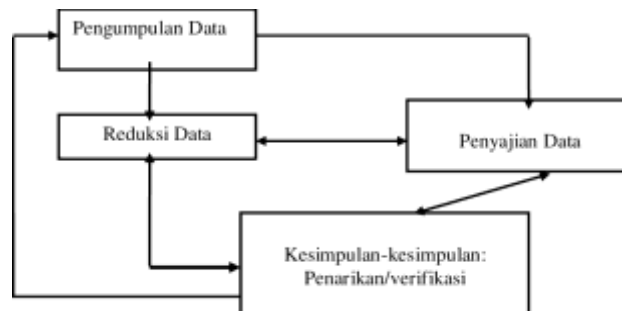 Pengumpulan Data
Reduksi Data
Penyajian Data
Kesimpulan-kesimpulan:
Penarikan/verifikasi